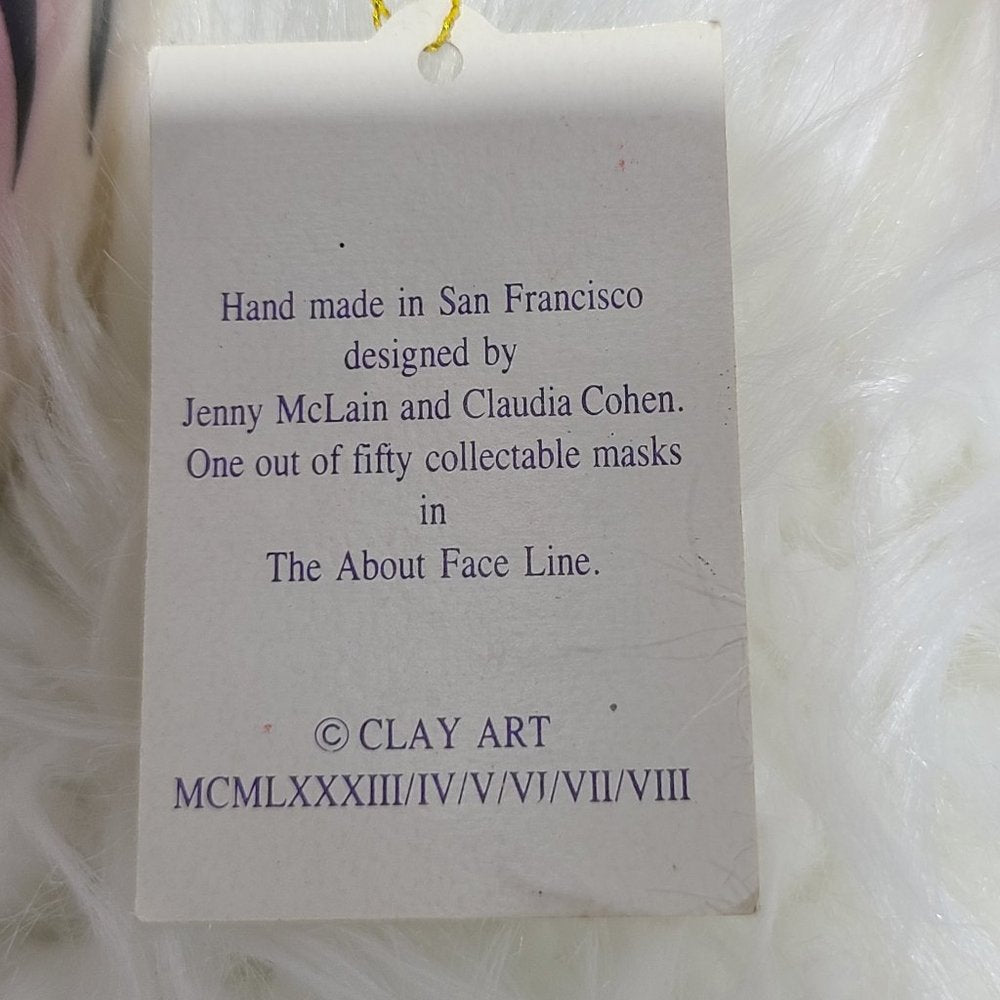 Hand made in San Francisco
designed by
Jenny McLain and Claudia Cohen.
One out of fifty collectable masks
in
The About Face Line.
© CLAY ART
MCMLXXXIII/IV/V/VI/VII/VIII